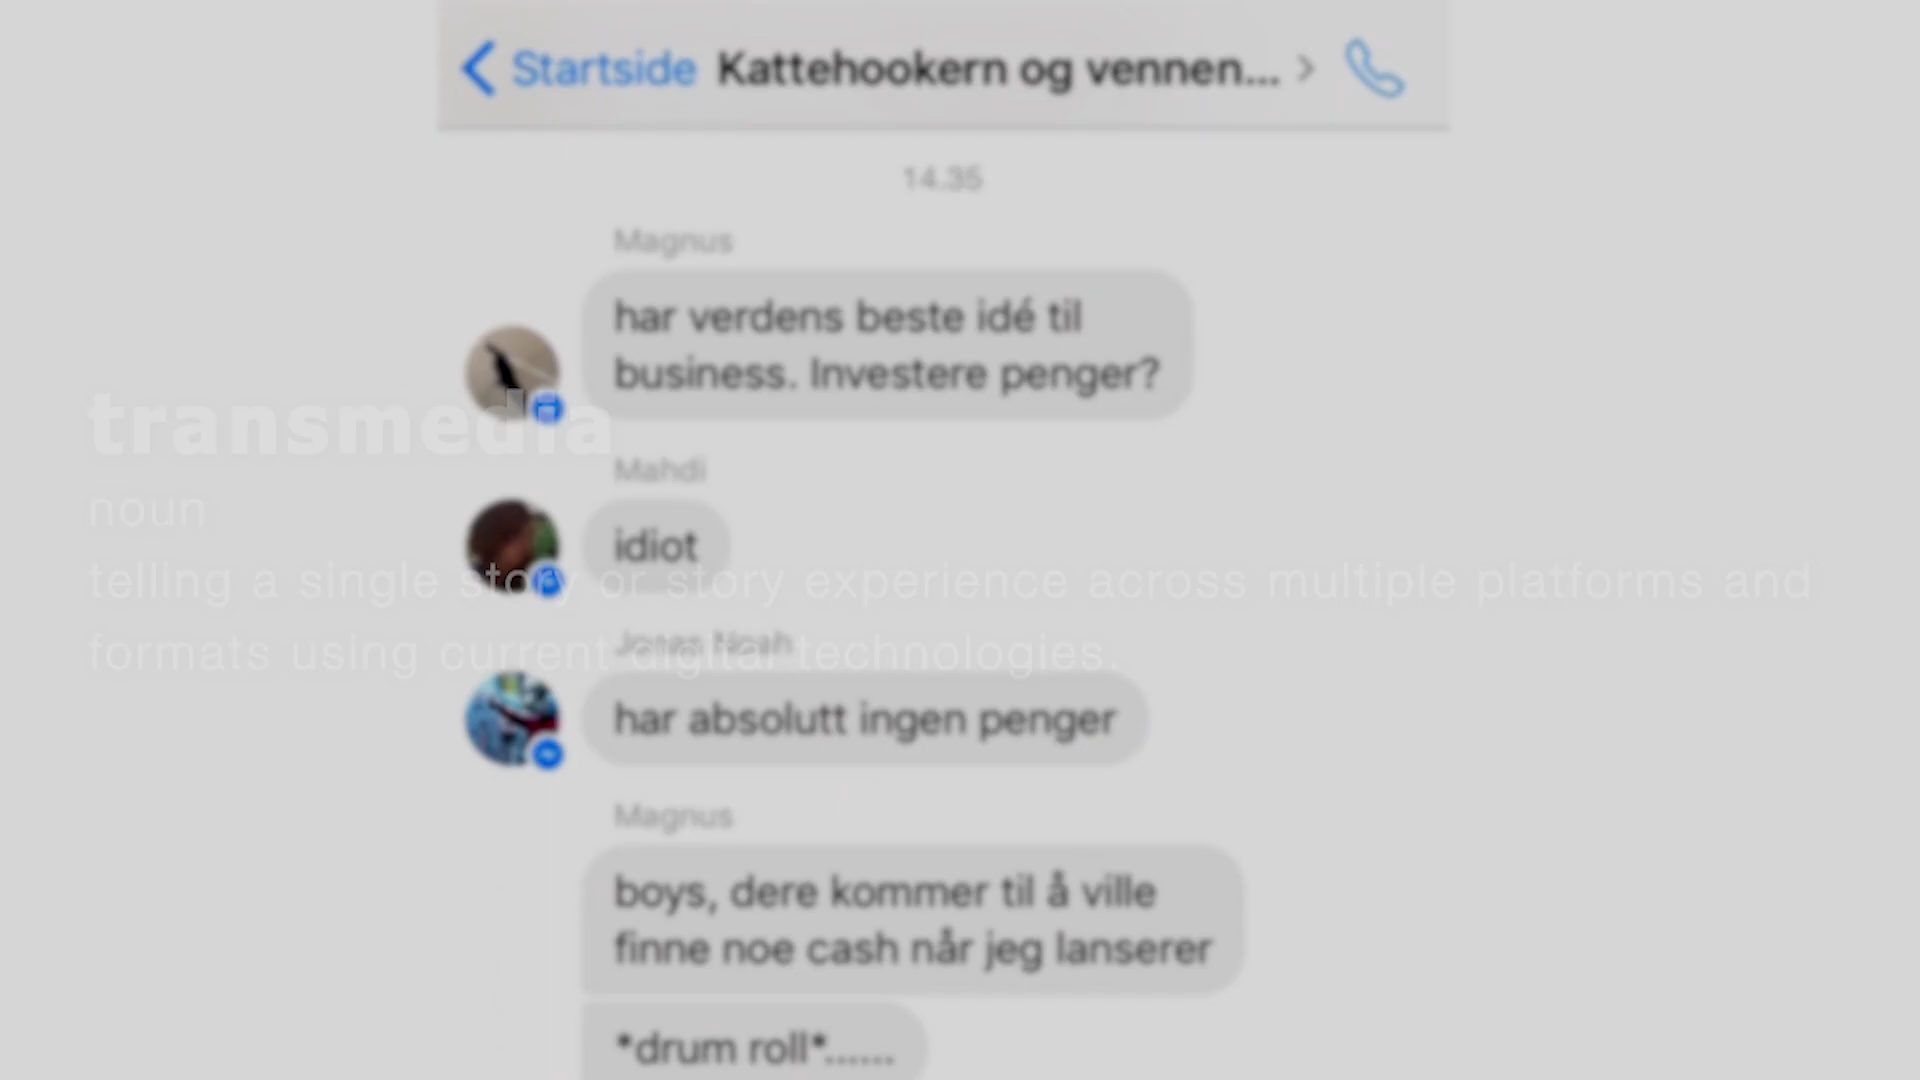 Startside Kattehookern og vennen...
14.35
Magnus
har verdens beste idé til
business. Investere penger?
transmedia
Mahdi
noun
idiot
telling a single story or story experience across multiple platforms and
Jonas Noah
formats using current digital technologies.
har absolutt ingen penger
Magnus
boys, dere kommer til å ville
finne noe cash når jeg lanserer
*drum roll*......